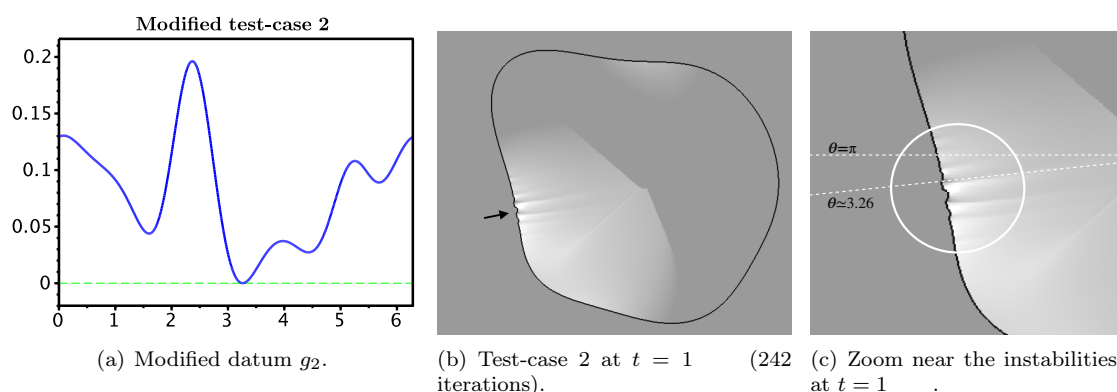 Modified test-case 2
0.2
0.15
0.1
0.05
0
0 1 2 3 4 5 6
(a) Modified datum g₂.
(b) Test-case 2 at t = 1 (242
iterations).
θ=π
θ≃3.26
(c) Zoom near the instabilities
at t = 1 .